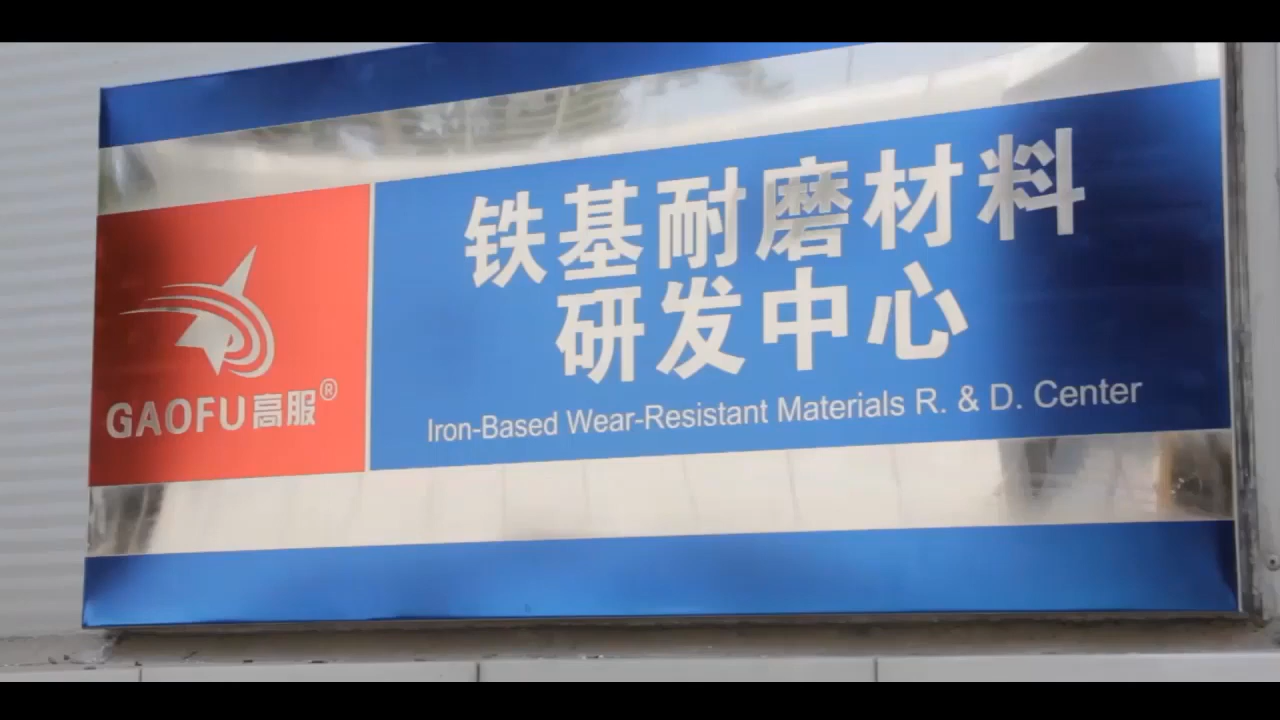 GAOFU高服®
铁基耐磨材料
研发中心
Iron-Based Wear-Resistant Materials R. & D. Center